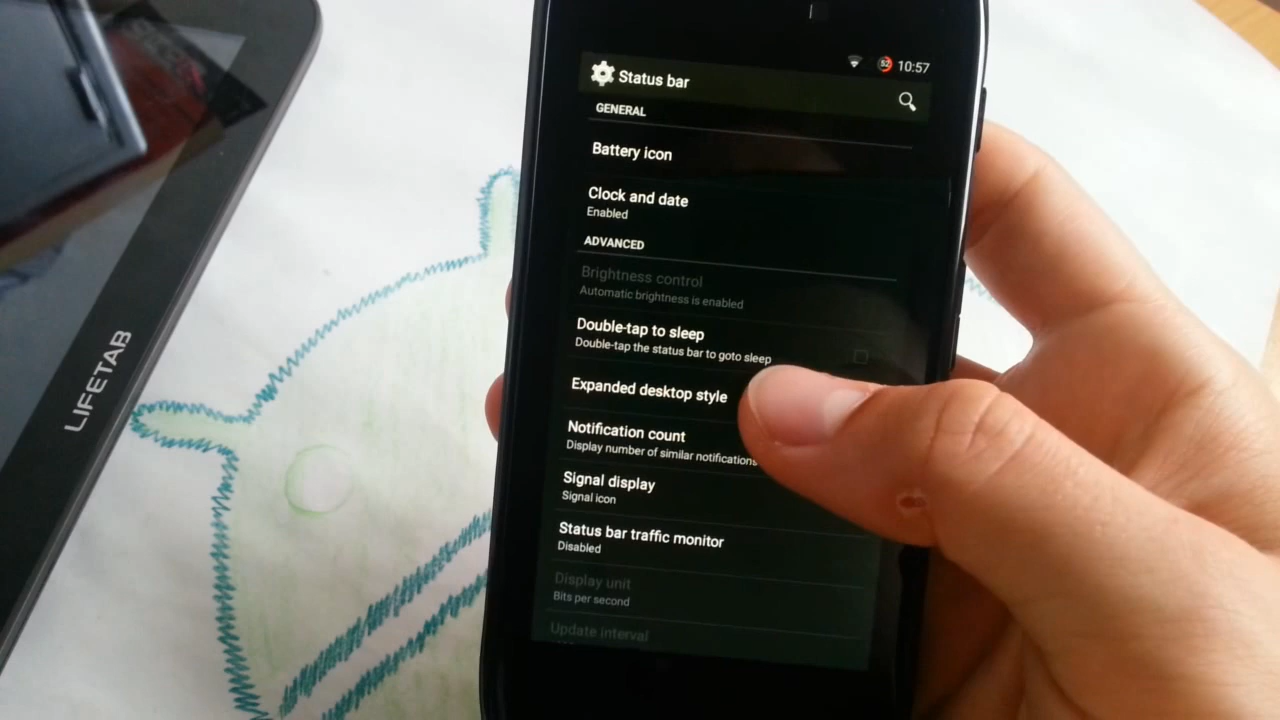 LIFETAB
52 10:57
Status bar
GENERAL
Battery icon
Clock and date
Enabled
ADVANCED
Brightness control
Automatic brightness is enabled
Double-tap to sleep
Double-tap the status bar to goto sleep
Expanded desktop style
Notification count
Display number of similar notifications
Signal display
Signal icon
Status bar traffic monitor
Disabled
Display unit
Bits per second
Update interval